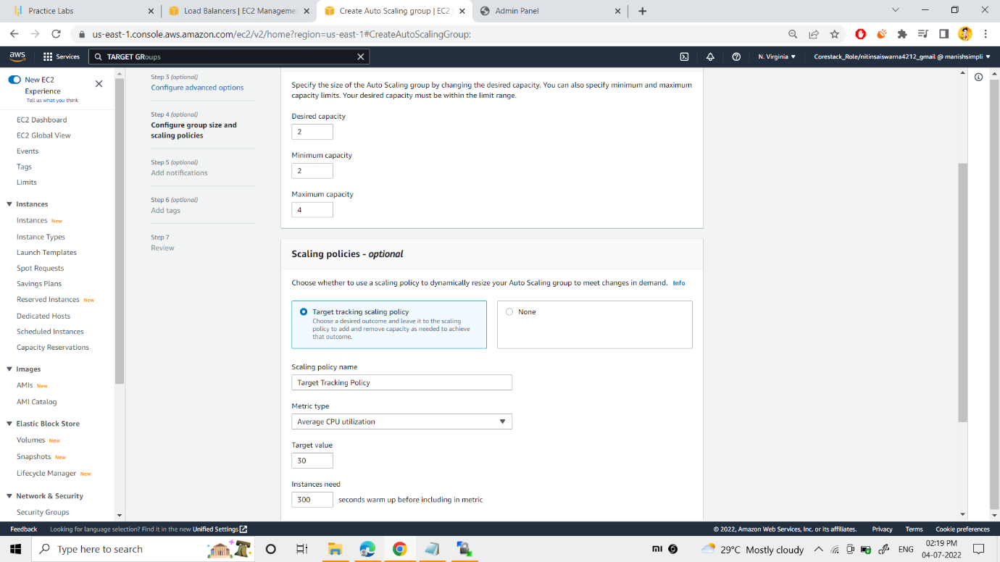 Practice Labs
Load Balancers | EC2 Managemen
Create Auto Scaling group | EC2
Admin Panel
us-east-1.console.aws.amazon.com/ec2/v2/home?region=us-east-1#CreateAutoScalingGroup:
aws
Services
TARGET GRoups
N. Virginia
Corestack_Role/nitinsaiswarna4212_gmail @ manishsimpli
New EC2
Experience
Tell us what you think
EC2 Dashboard
EC2 Global View
Events
Tags
Limits
Instances
Instances New
Instance Types
Launch Templates
Spot Requests
Savings Plans
Reserved Instances New
Dedicated Hosts
Scheduled Instances
Capacity Reservations
Images
AMIs New
AMI Catalog
Elastic Block Store
Volumes New
Snapshots New
Lifecycle Manager New
Network & Security
Security Groups
Step 3 (optional)
Configure advanced options
Step 4 (optional)
Configure group size and
scaling policies
Step 5 (optional)
Add notifications
Step 6 (optional)
Add tags
Step 7
Review
Specify the size of the Auto Scaling group by changing the desired capacity. You can also specify minimum and maximum
capacity limits. Your desired capacity must be within the limit range.
Desired capacity
2
Minimum capacity
2
Maximum capacity
4
Scaling policies - optional
Choose whether to use a scaling policy to dynamically resize your Auto Scaling group to meet changes in demand. Info
Target tracking scaling policy
Choose a desired outcome and leave it to the scaling
policy to add and remove capacity as needed to achieve
that outcome.
None
Scaling policy name
Target Tracking Policy
Metric type
Average CPU utilization
Target value
30
Instances need
300 seconds warm up before including in metric
Feedback
Looking for language selection? Find it in the new Unified Settings
© 2022, Amazon Web Services, Inc. or its affiliates.
Privacy
Terms
Cookie preferences
Type here to search
29°C Mostly cloudy
ENG
02:19 PM
04-07-2022